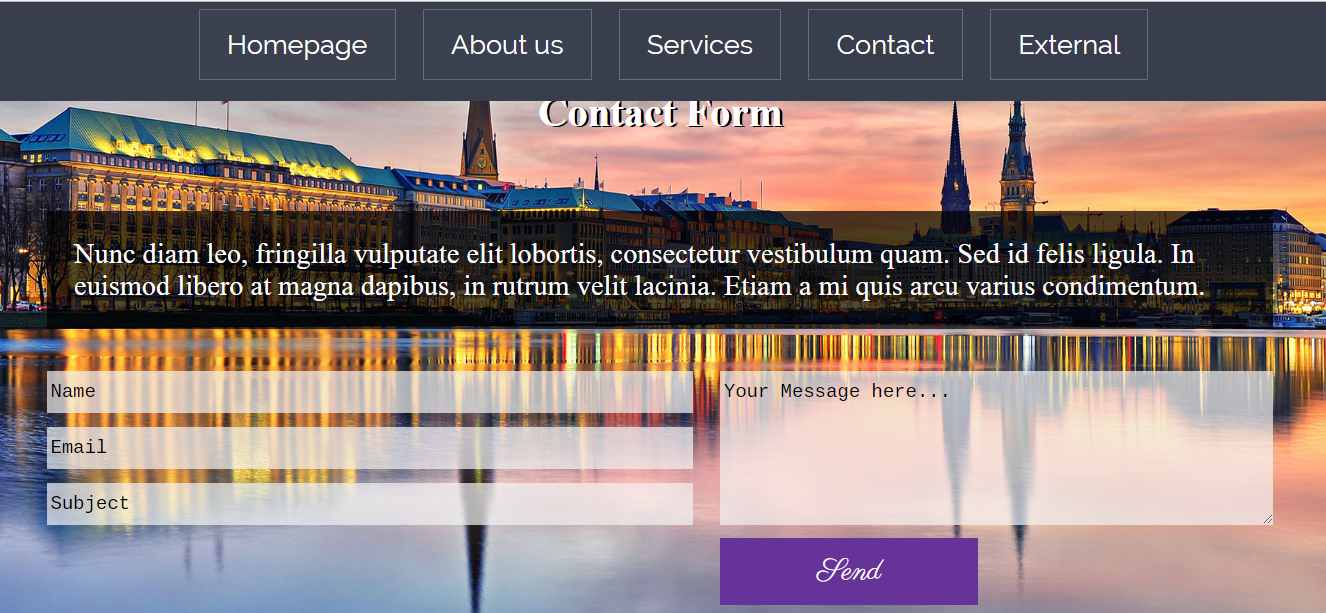 Homepage About us Services Contact External
Contact Form
Nunc diam leo, fringilla vulputate elit lobortis, consectetur vestibulum quam. Sed id felis ligula. In
euismod libero at magna dapibus, in rutrum velit lacinia. Etiam a mi quis arcu varius condimentum.
Name
Email
Subject
Your Message here...
Send